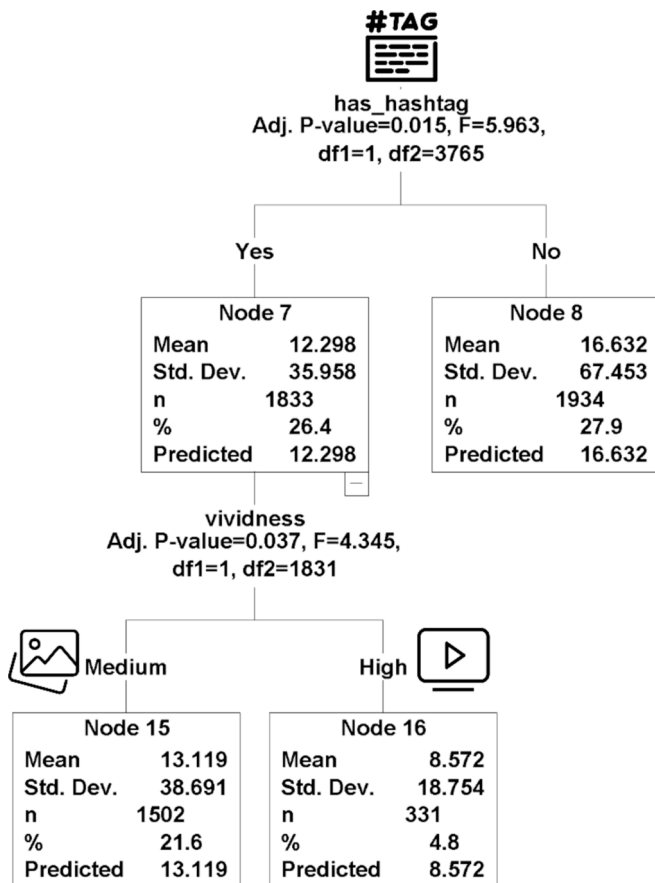 #TAG
has_hashtag
Adj. P-value=0.015, F=5.963,
df1=1, df2=3765
Yes
No
Node 7
Mean 12.298
Std. Dev. 35.958
n 1833
% 26.4
Predicted 12.298
Node 8
Mean 16.632
Std. Dev. 67.453
n 1934
% 27.9
Predicted 16.632
vividness
Adj. P-value=0.037, F=4.345,
df1=1, df2=1831
Medium
High
Node 15
Mean 13.119
Std. Dev. 38.691
n 1502
% 21.6
Predicted 13.119
Node 16
Mean 8.572
Std. Dev. 18.754
n 331
% 4.8
Predicted 8.572